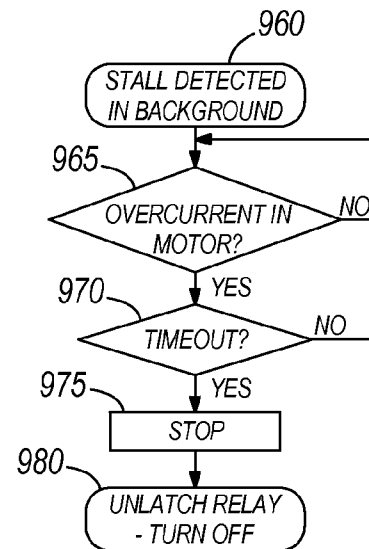 960
STALL DETECTED
IN BACKGROUND
965
OVERCURRENT IN
MOTOR?
NO
YES
970
TIMEOUT?
NO
YES
975
STOP
980
UNLATCH RELAY
- TURN OFF